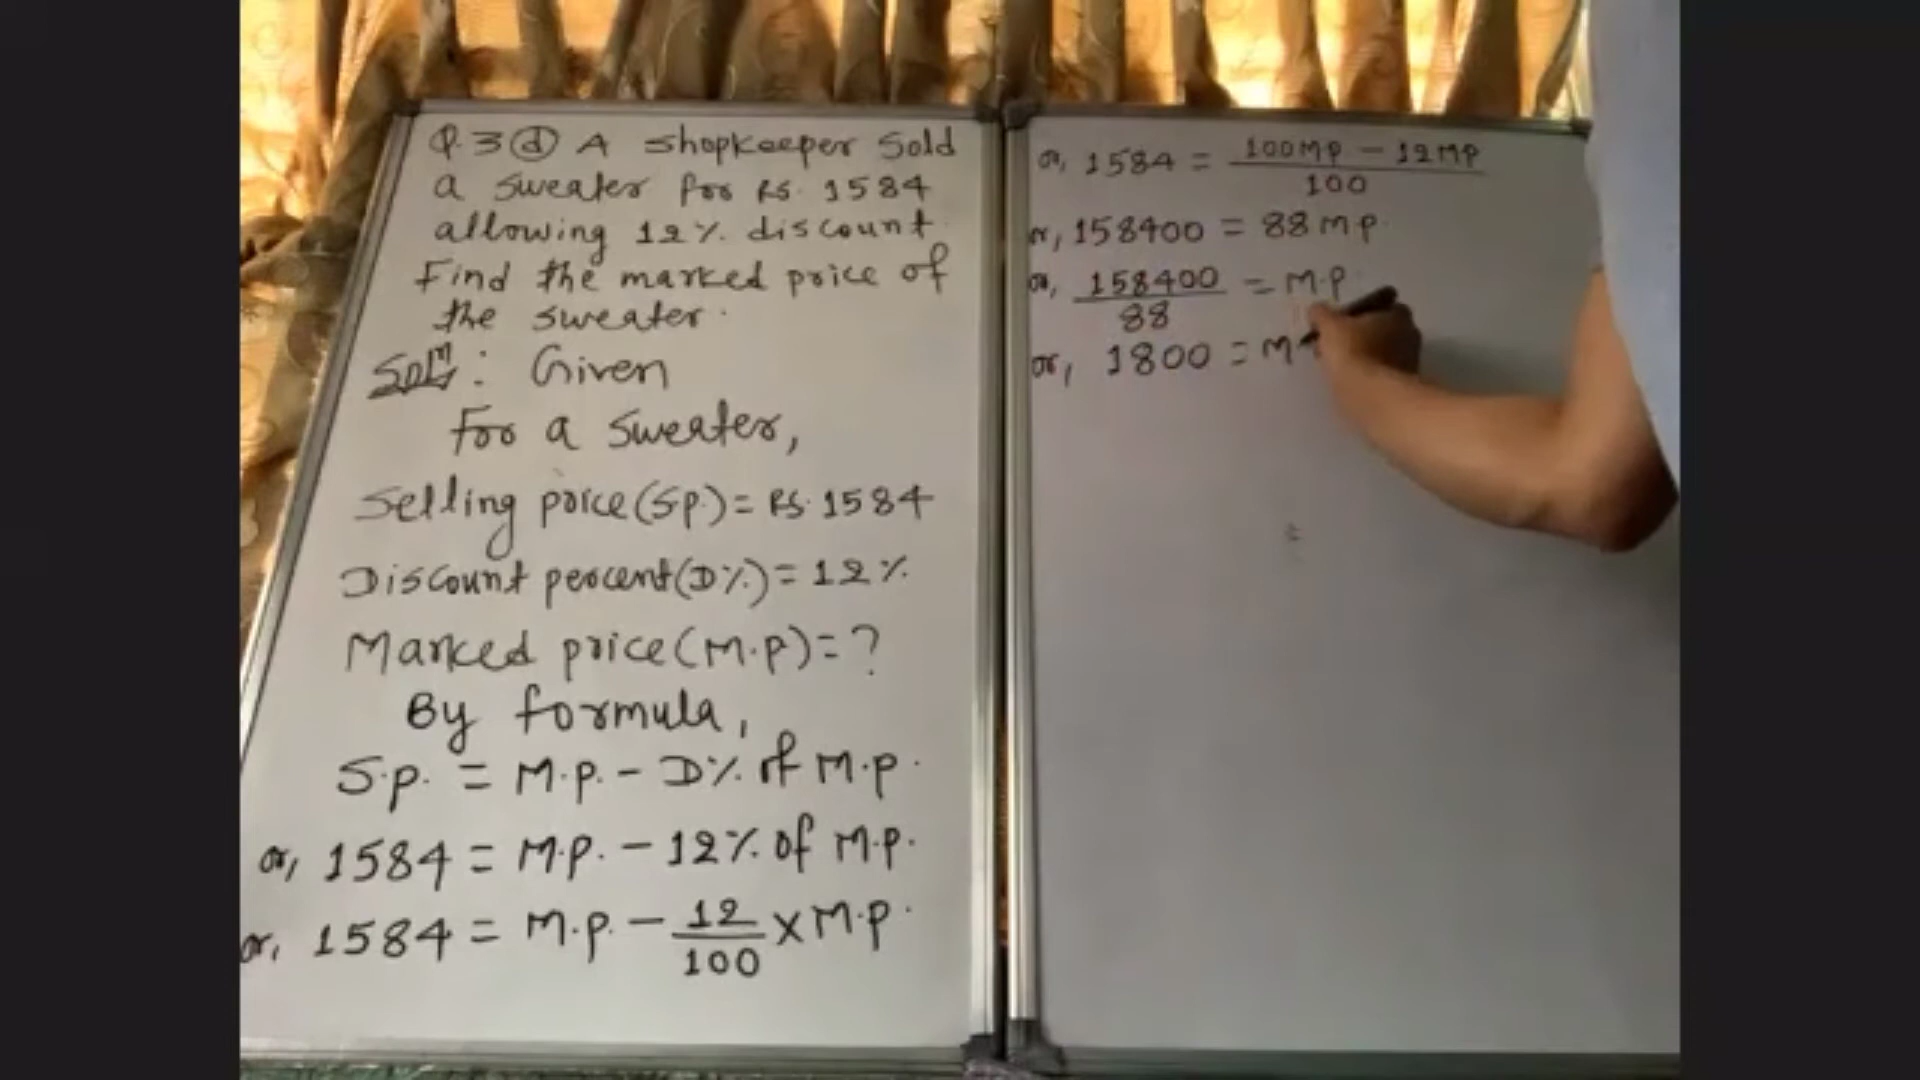 Q.3 (d) A shopkeeper sold
a sweater for Rs. 1584
allowing 12% discount.
Find the marked price of
the sweater.
Solⁿ: Given
For a sweater,
Selling price (S.p.) = Rs. 1584
Discount percent (D%) = 12%.
Marked price (M.p) = ?
By formula,
S.p. = M.p. - D% of M.p.
or, 1584 = M.p. - 12% of M.p.
or, 1584 = M.p. - 12/100 × M.p.
or, 1584 = 100MP - 12MP / 100
or, 158400 = 88 M p.
or, 158400/88 = M.P
or, 1800 = M